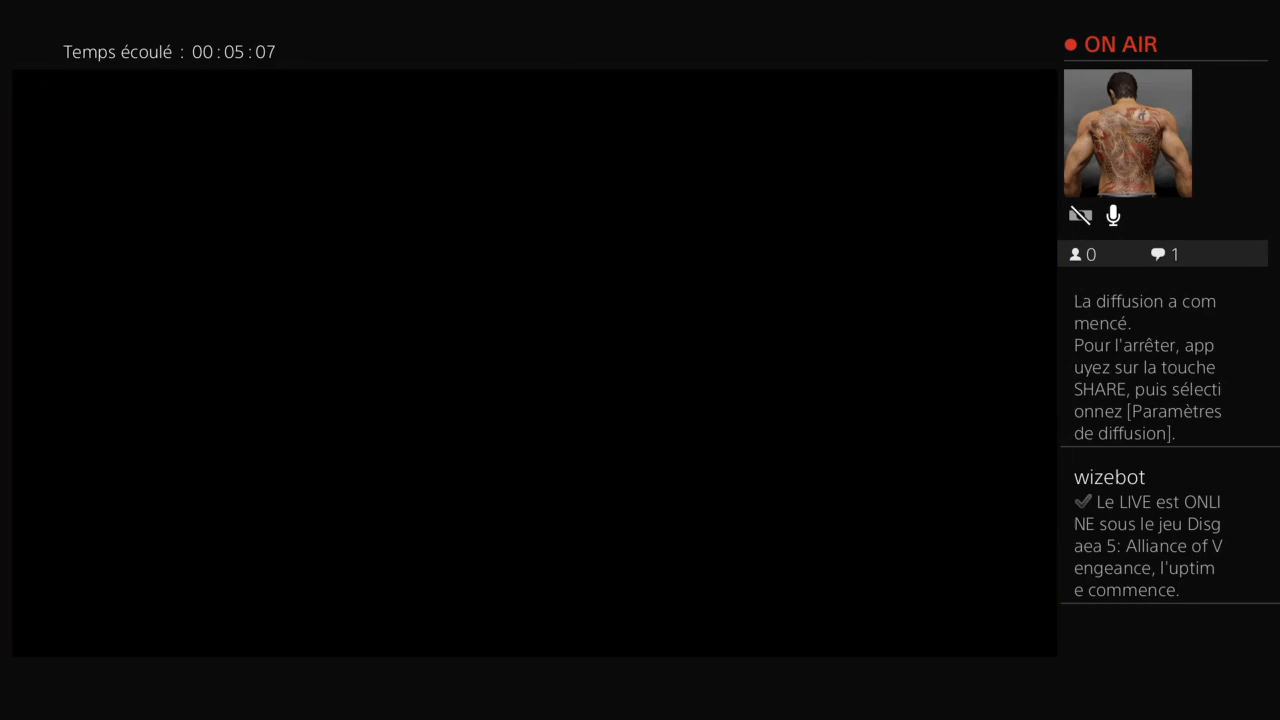 Temps écoulé : 00:05:07
ON AIR
0 1
La diffusion a com
mencé.
Pour l'arrêter, app
uyez sur la touche
SHARE, puis sélecti
onnez [Paramètres
de diffusion].
wizebot
Le LIVE est ONLI
NE sous le jeu Disg
aea 5: Alliance of V
engeance, l'uptim
e commence.